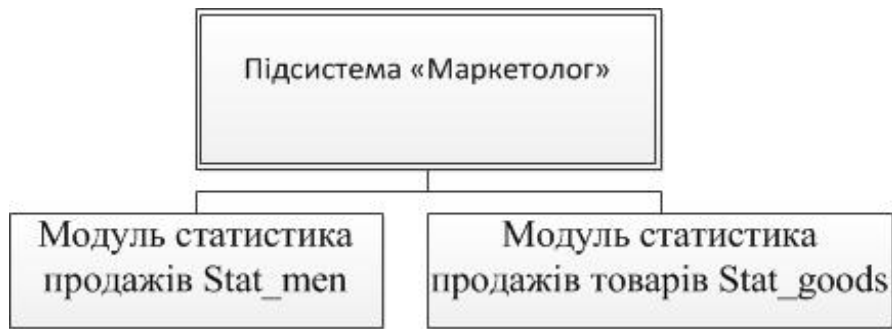 Підсистема «Маркетолог»
Модуль статистика
продажів Stat_men
Модуль статистика
продажів товарів Stat_goods